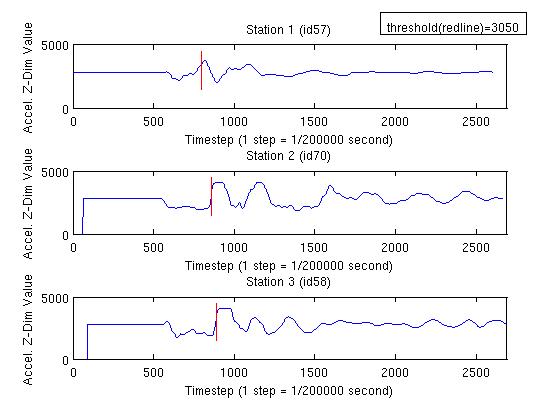 threshold(redline)=3050
Station 1 (id57)
Accel. Z-Dim Value
5000
0
0 500 1000 1500 2000 2500
Timestep (1 step = 1/200000 second)
Station 2 (id70)
Accel. Z-Dim Value
5000
0
0 500 1000 1500 2000 2500
Timestep (1 step = 1/200000 second)
Station 3 (id58)
Accel. Z-Dim Value
5000
0
0 500 1000 1500 2000 2500
Timestep (1 step = 1/200000 second)